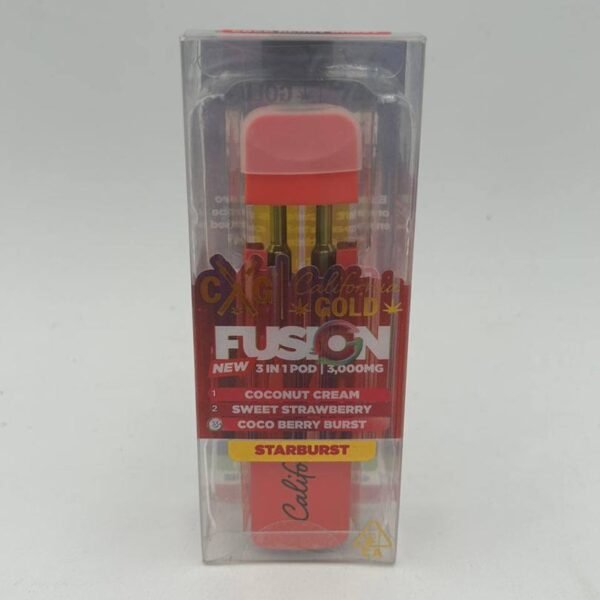 CG
California
GOLD
FUSION
NEW 3 IN 1 POD | 3,000MG
1 COCONUT CREAM
2 SWEET STRAWBERRY
COCO BERRY BURST
STARBURST
Califo